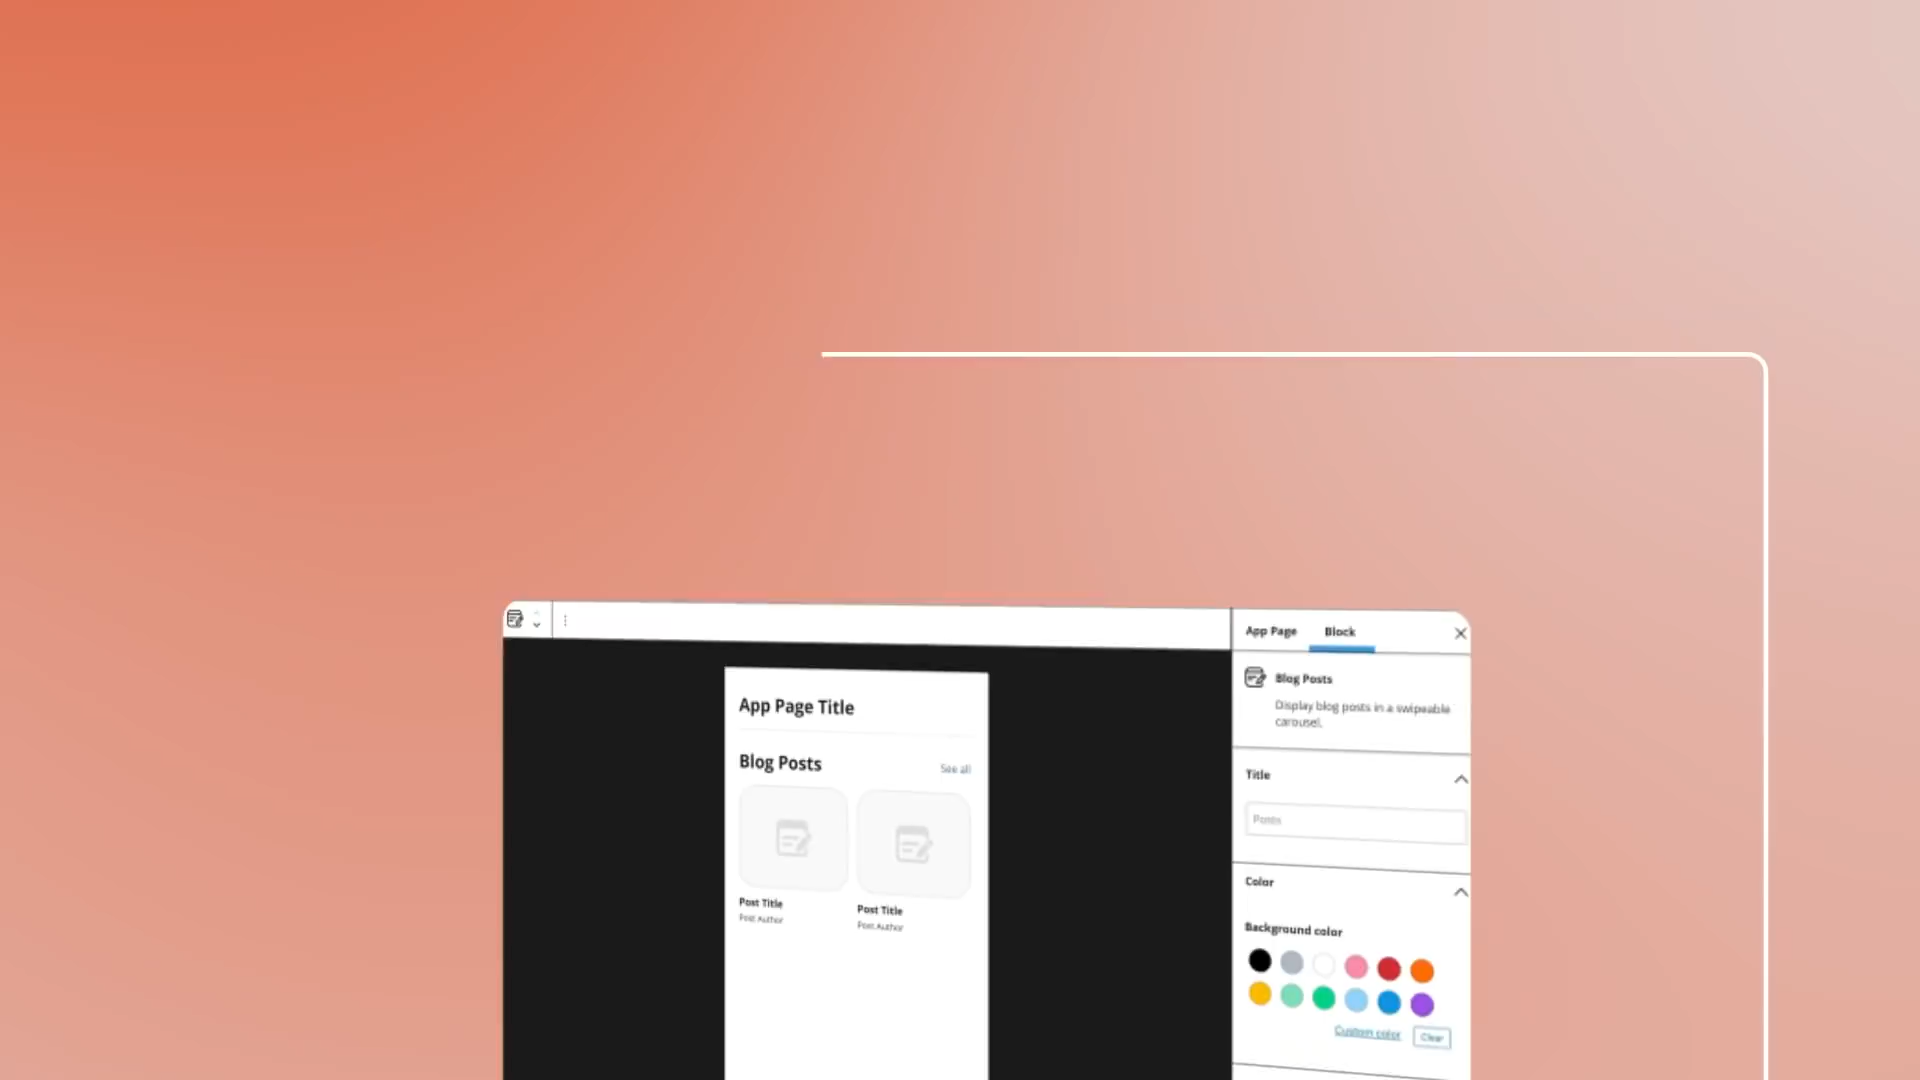 App Page Block
Blog Posts
Display blog posts in a swipeable
carousel.
App Page Title
Blog Posts See all
Post Title Post Title
Post Author Post Author
Title
Posts
Color
Background color
Custom color Clear